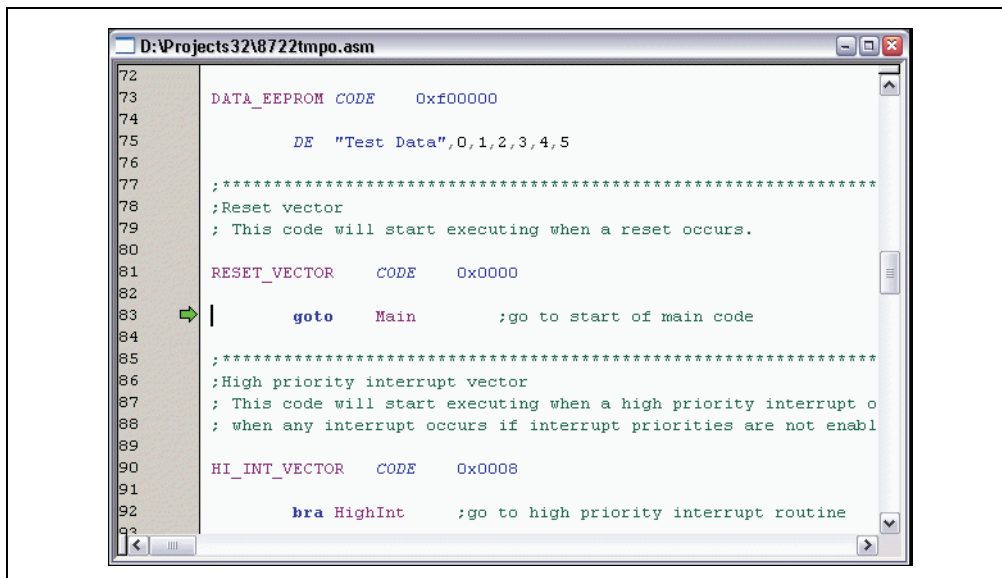 D:\Projects32\8722tmpo.asm
72
73 DATA_EEPROM CODE 0xf00000
74
75 DE "Test Data",0,1,2,3,4,5
76
77 ;****************************************************************
78 ;Reset vector
79 ; This code will start executing when a reset occurs.
80
81 RESET_VECTOR CODE 0x0000
82
83 goto Main ;go to start of main code
84
85 ;****************************************************************
86 ;High priority interrupt vector
87 ; This code will start executing when a high priority interrupt o
88 ; when any interrupt occurs if interrupt priorities are not enabl
89
90 HI_INT_VECTOR CODE 0x0008
91
92 bra HighInt ;go to high priority interrupt routine
93